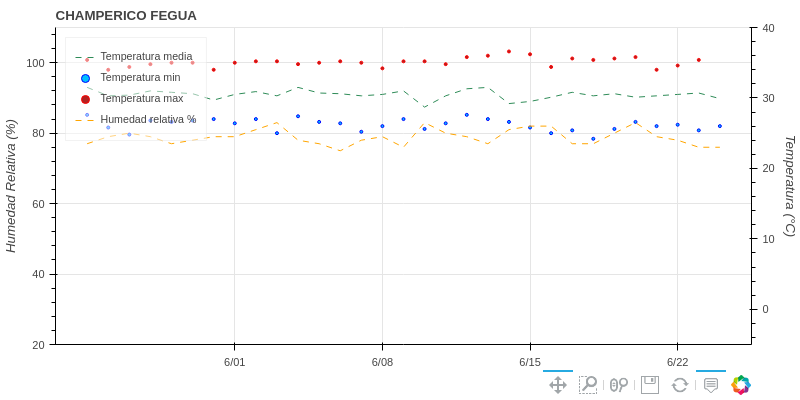 CHAMPERICO FEGUA
Temperatura media
Temperatura min
Temperatura max
Humedad relativa %
Humedad Relativa (%)
100
80
60
40
20
Temperatura (°C)
40
30
20
10
0
6/01
6/08
6/15
6/22